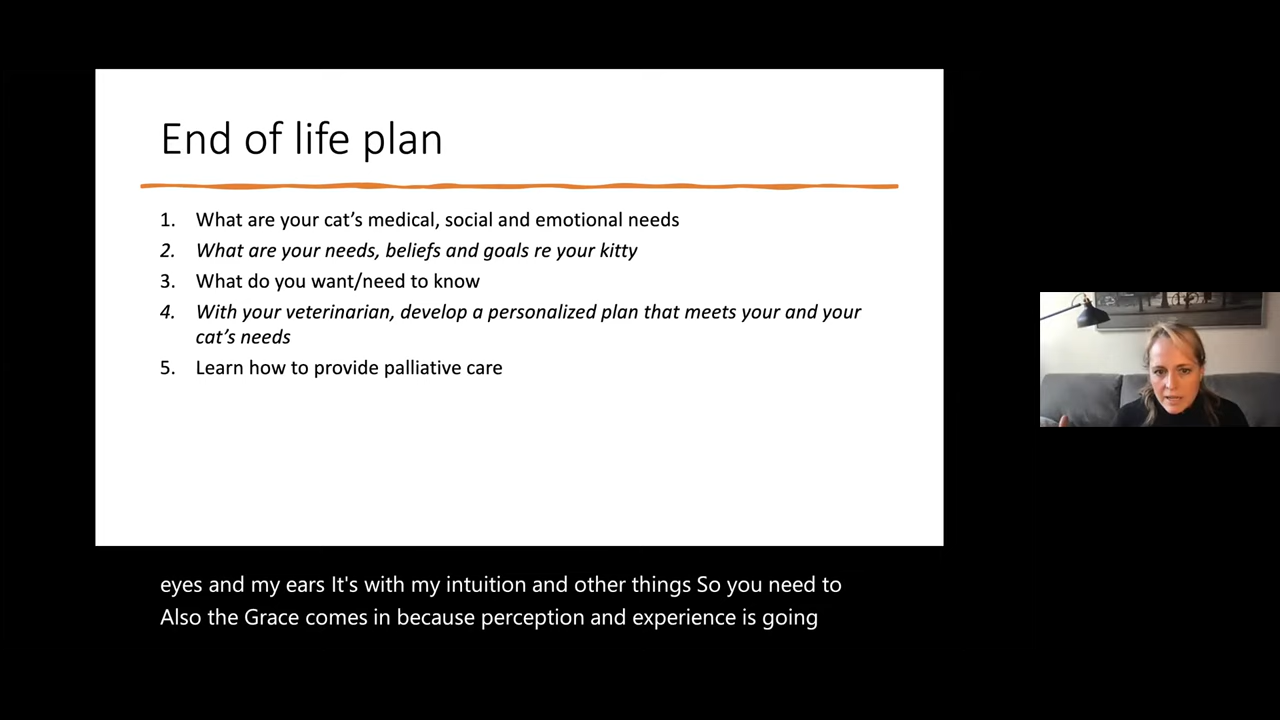 End of life plan
1. What are your cat's medical, social and emotional needs
2. What are your needs, beliefs and goals re your kitty
3. What do you want/need to know
4. With your veterinarian, develop a personalized plan that meets your and your
cat's needs
5. Learn how to provide palliative care
eyes and my ears It's with my intuition and other things So you need to
Also the Grace comes in because perception and experience is going